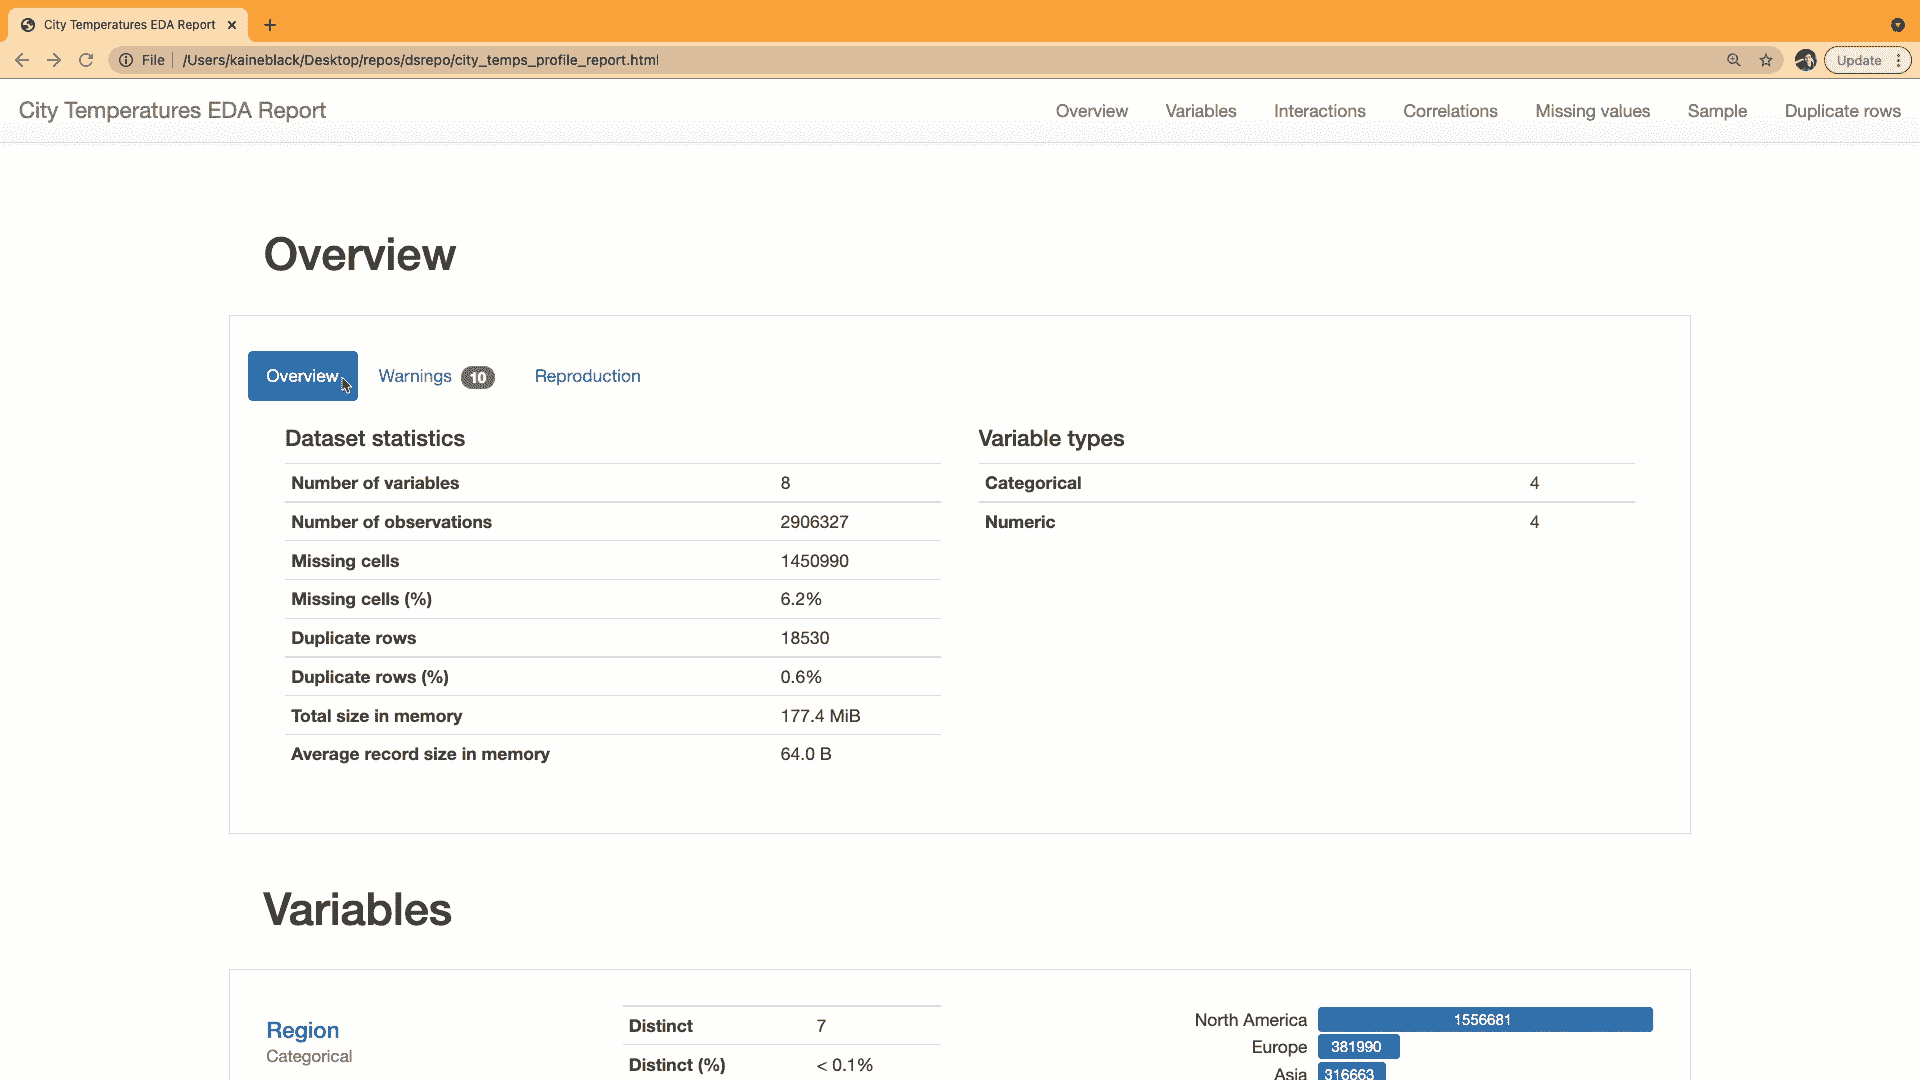 City Temperatures EDA Report
File /Users/kaineblack/Desktop/repos/dsrepo/city_temps_profile_report.html Update
City Temperatures EDA Report Overview Variables Interactions Correlations Missing values Sample Duplicate rows
Overview
Overview Warnings 10 Reproduction
Dataset statistics
Number of variables 8
Number of observations 2906327
Missing cells 1450990
Missing cells (%) 6.2%
Duplicate rows 18530
Duplicate rows (%) 0.6%
Total size in memory 177.4 MiB
Average record size in memory 64.0 B
Variable types
Categorical 4
Numeric 4
Variables
Region
Categorical
Distinct 7
Distinct (%) < 0.1%
North America 1556681
Europe 381990
Asia 316663